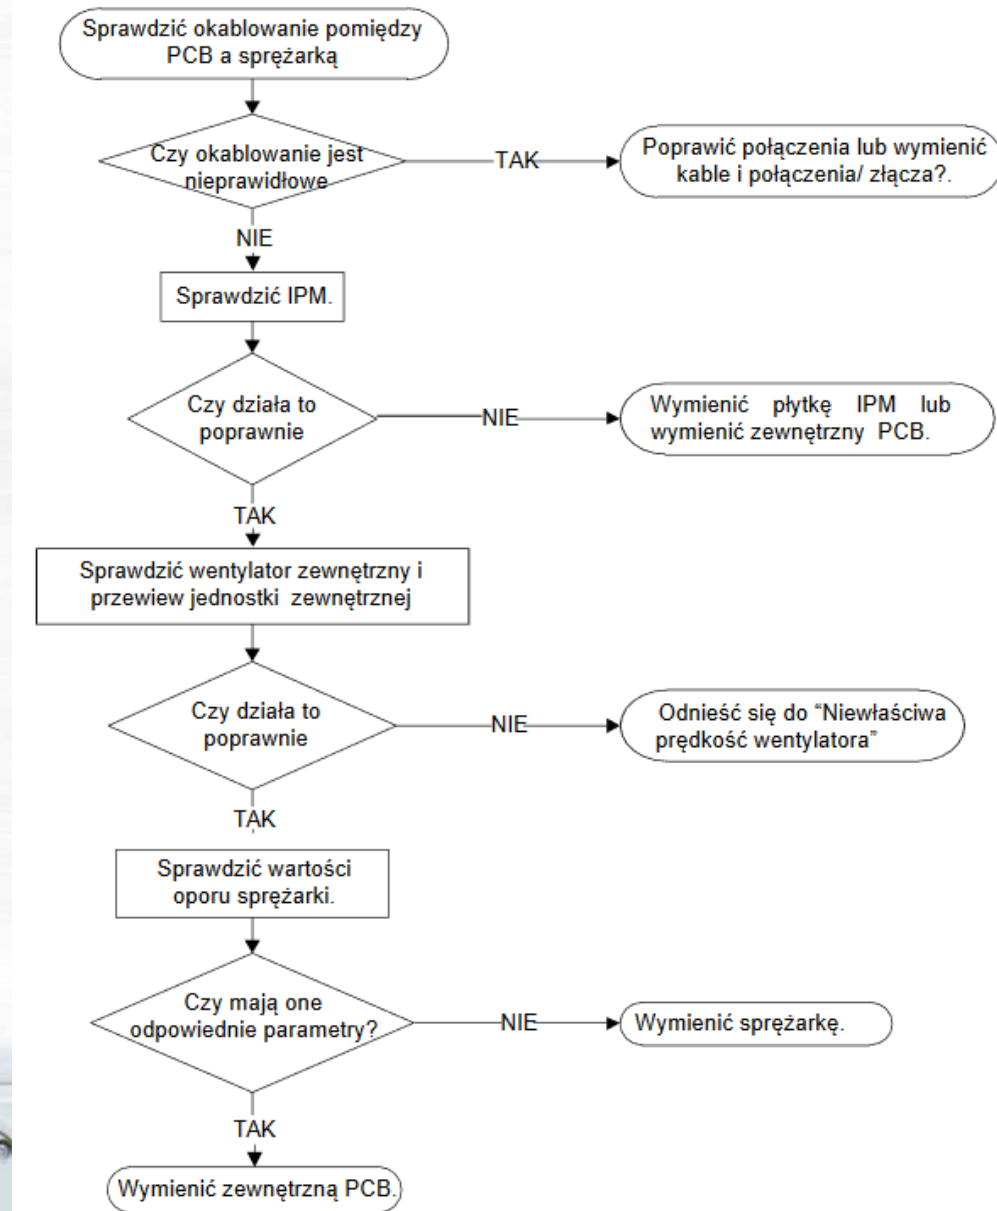 Sprawdzić okablowanie pomiędzy
PCB a sprężarką
Czy okablowanie jest
nieprawidłowe
TAK
Poprawić połączenia lub wymienić
kable i połączenia/ złącza?.
NIE
Sprawdzić IPM.
Czy działa to
poprawnie
NIE
Wymienić płytkę IPM lub
wymienić zewnętrzny PCB.
TAK
Sprawdzić wentylator zewnętrzny i
przewiew jednostki zewnętrznej
Czy działa to
poprawnie
NIE
Odnieść się do “Niewłaściwa
prędkość wentylatora”
TAK
Sprawdzić wartości
oporu sprężarki.
Czy mają one
odpowiednie parametry?
NIE
Wymienić sprężarkę.
TAK
Wymienić zewnętrzną PCB.